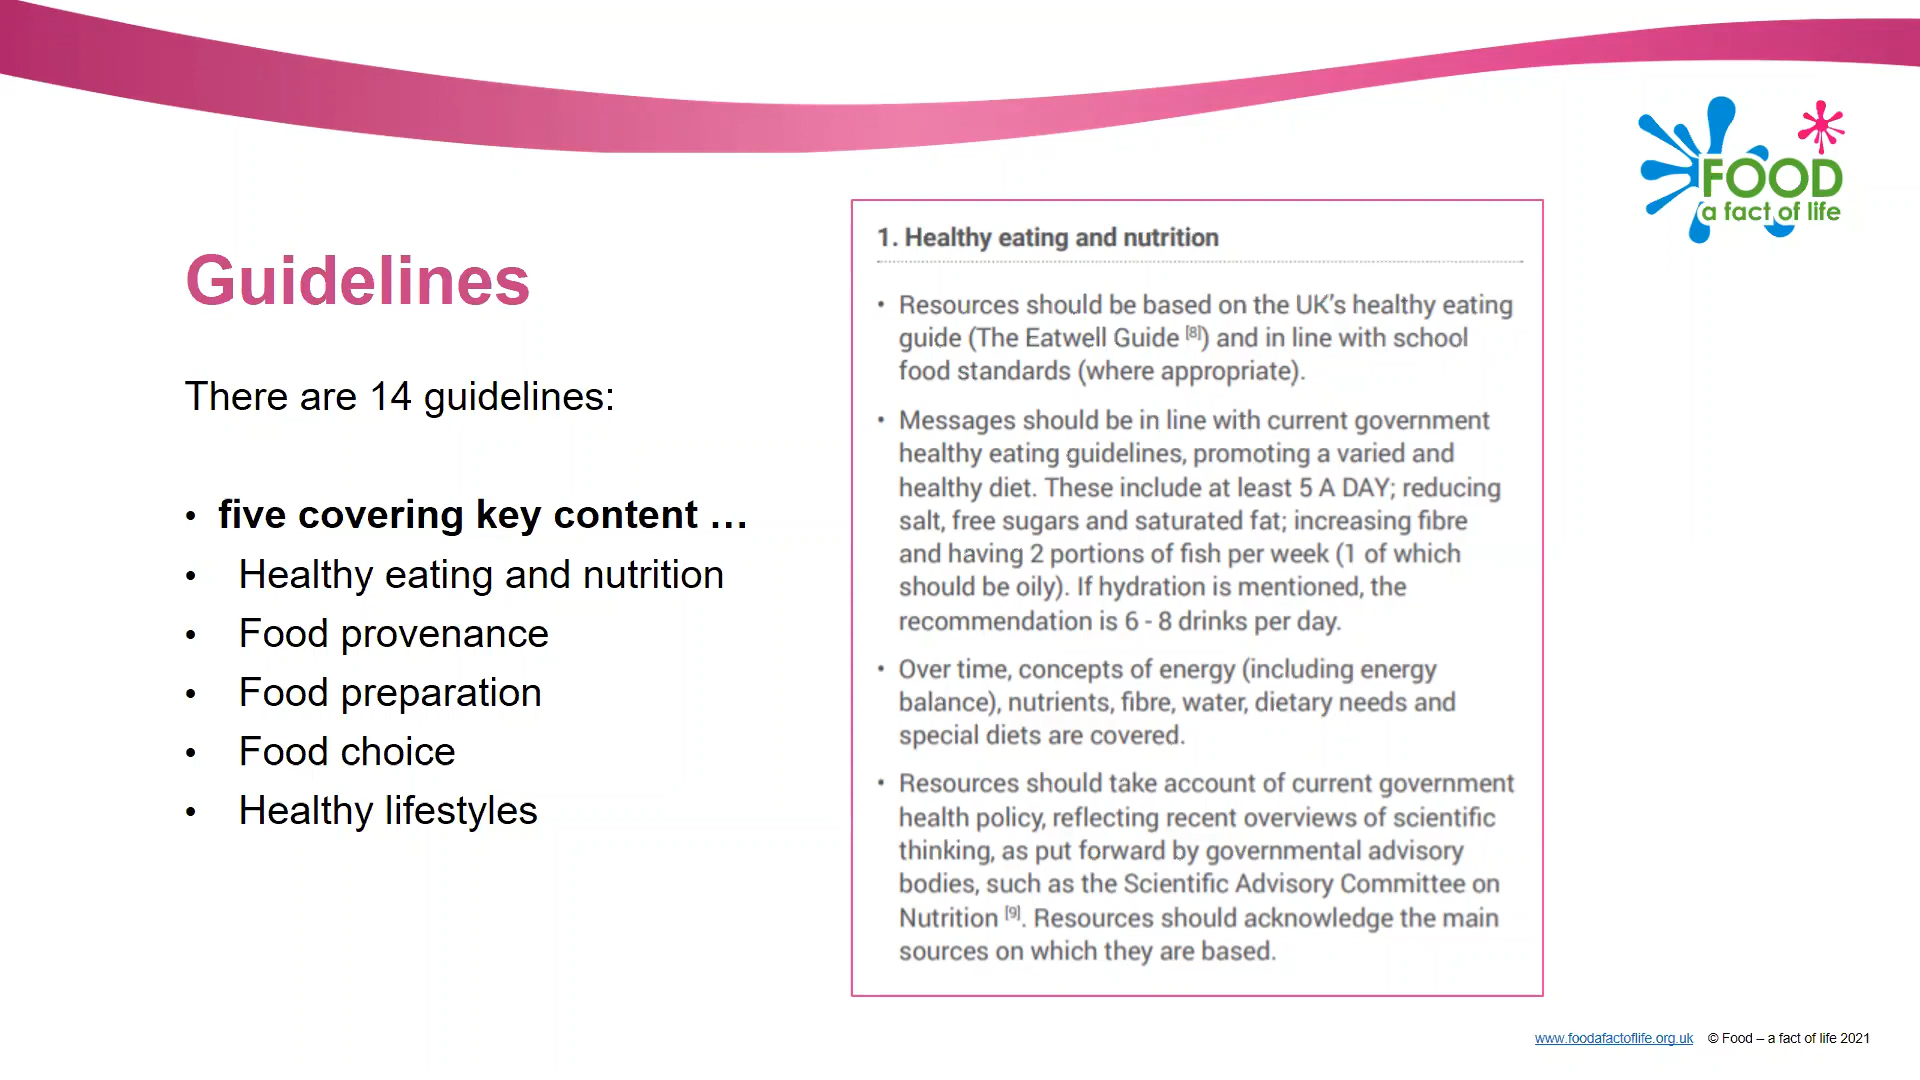 FOOD
a fact of life
Guidelines
There are 14 guidelines:
• five covering key content …
• Healthy eating and nutrition
• Food provenance
• Food preparation
• Food choice
• Healthy lifestyles
1. Healthy eating and nutrition
• Resources should be based on the UK's healthy eating
guide (The Eatwell Guide [8]) and in line with school
food standards (where appropriate).
• Messages should be in line with current government
healthy eating guidelines, promoting a varied and
healthy diet. These include at least 5 A DAY; reducing
salt, free sugars and saturated fat; increasing fibre
and having 2 portions of fish per week (1 of which
should be oily). If hydration is mentioned, the
recommendation is 6 - 8 drinks per day.
• Over time, concepts of energy (including energy
balance), nutrients, fibre, water, dietary needs and
special diets are covered.
• Resources should take account of current government
health policy, reflecting recent overviews of scientific
thinking, as put forward by governmental advisory
bodies, such as the Scientific Advisory Committee on
Nutrition [9]. Resources should acknowledge the main
sources on which they are based.
www.foodafactoflife.org.uk © Food – a fact of life 2021